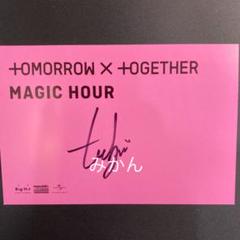 TOMORROW × TOGETHER
MAGIC HOUR
みかん